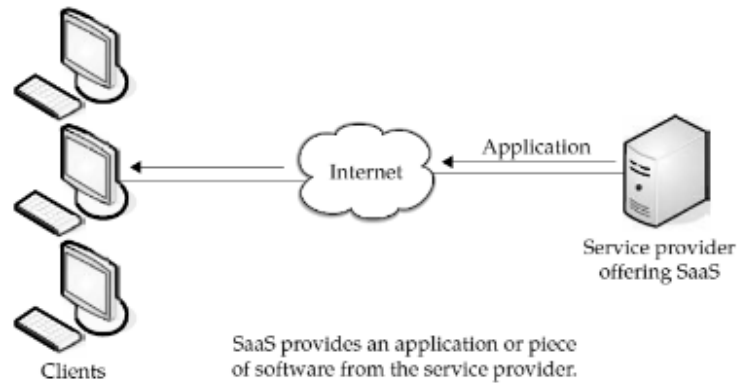 Application
Internet
Service provider
offering SaaS
SaaS provides an application or piece
of software from the service provider.
Clients